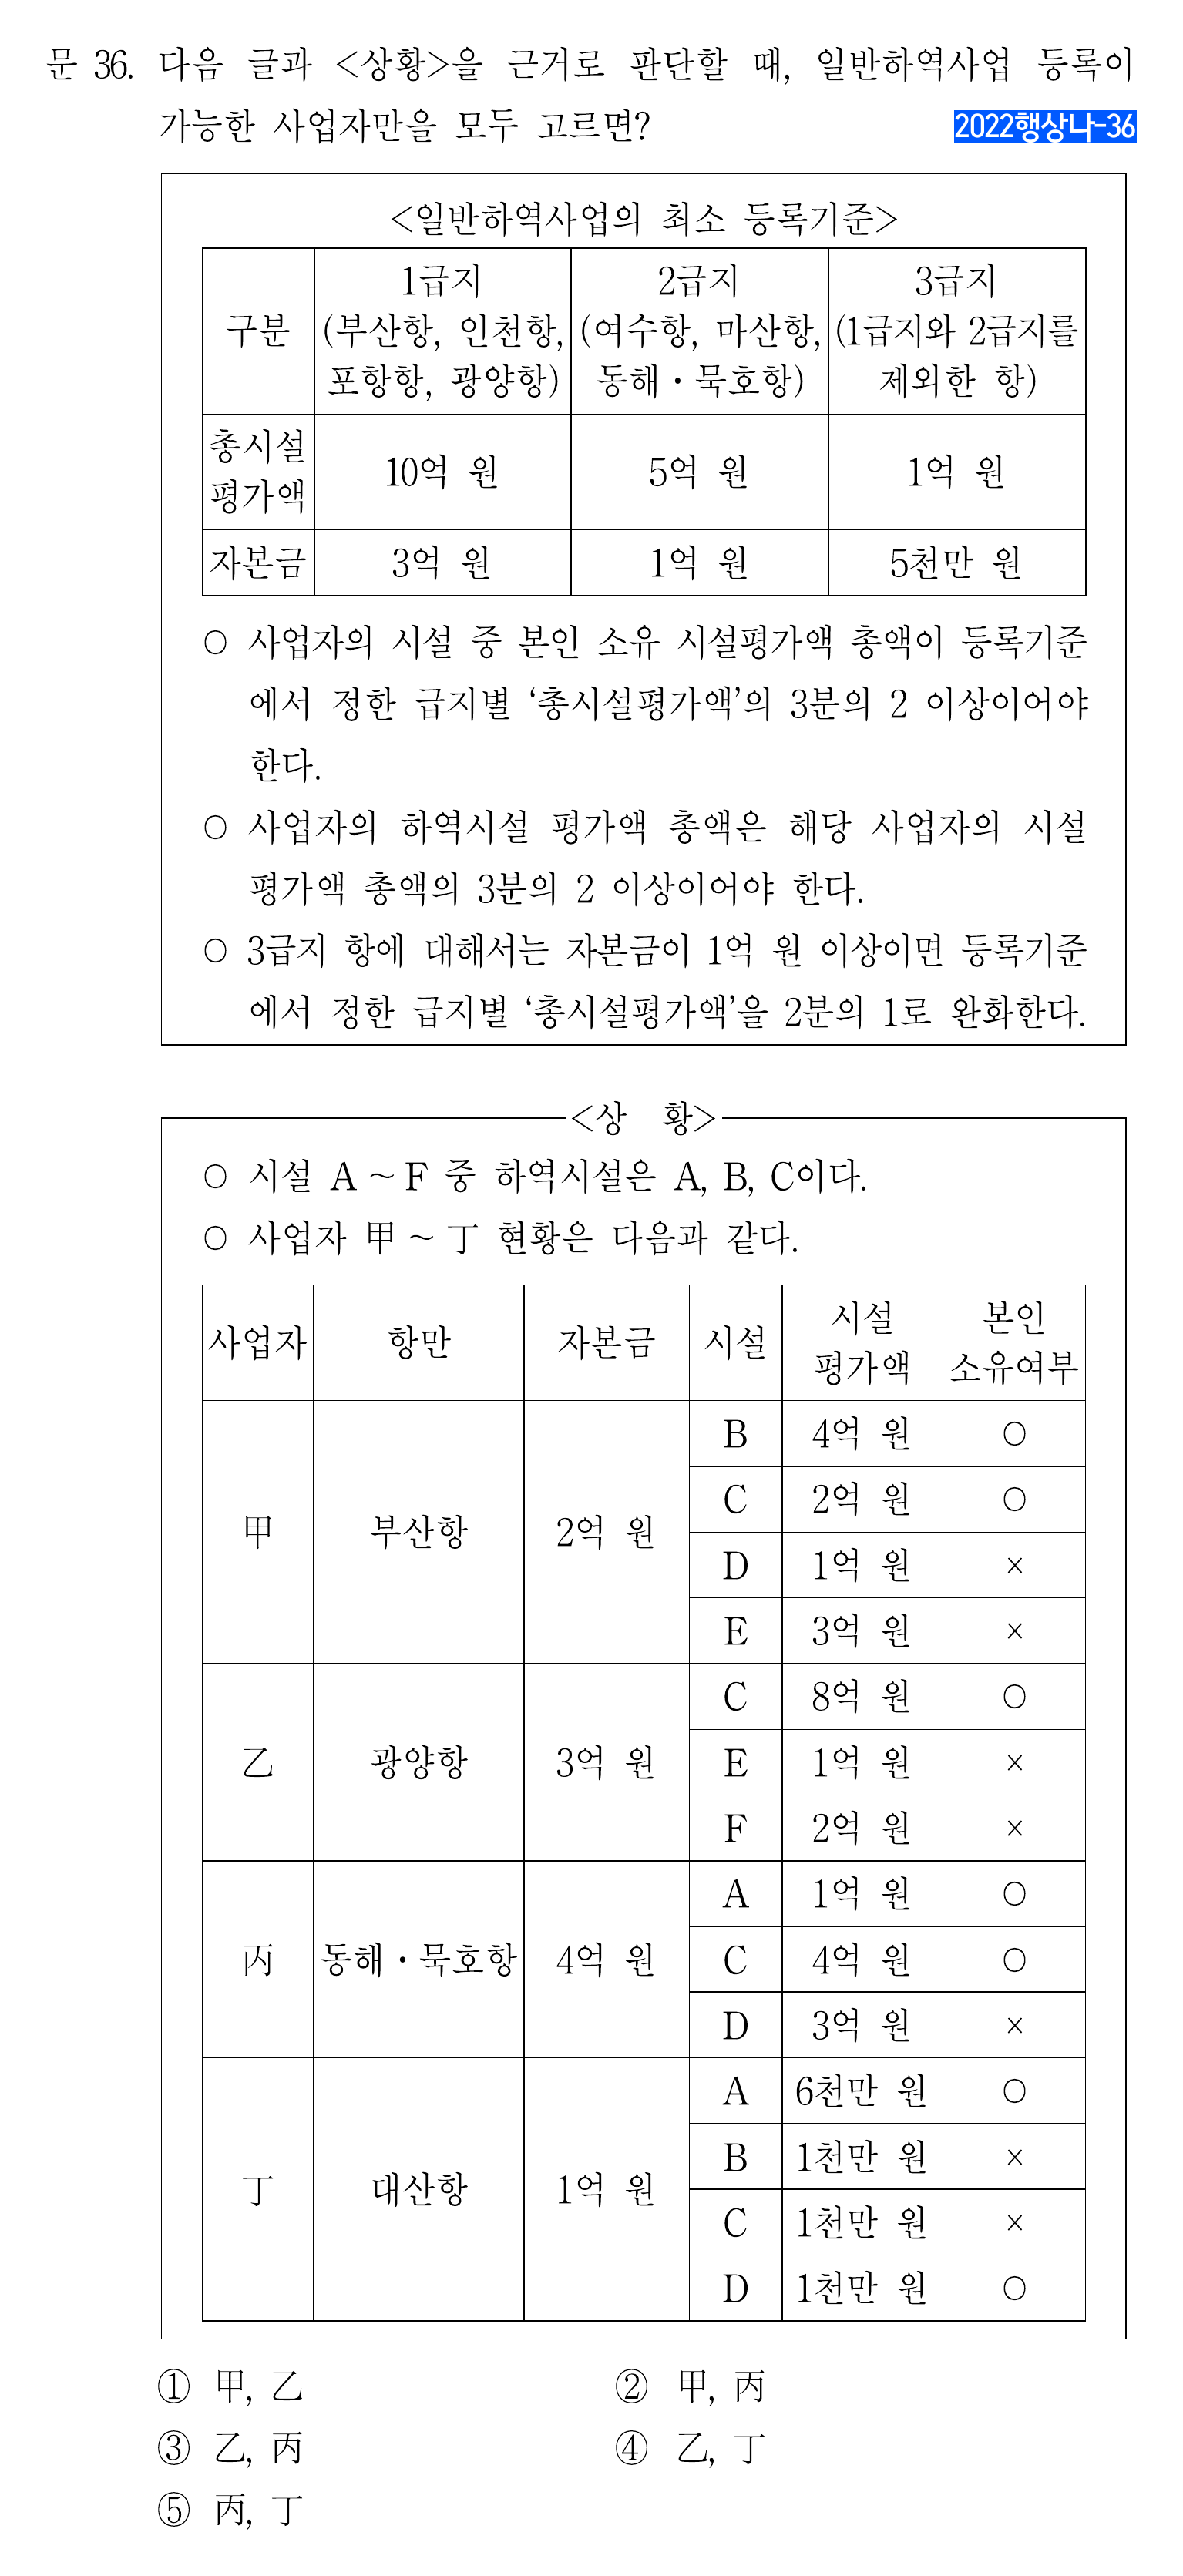 문 36. 다음 글과 <상황>을 근거로 판단할 때, 일반하역사업 등록이
가능한 사업자만을 모두 고르면?
2022행상나-36
<일반하역사업의 최소 등록기준>
구분
1급지
(부산항, 인천항,
포항항, 광양항)
2급지
(여수항, 마산항,
동해・묵호항)
3급지
(1급지와 2급지를
제외한 항)
총시설
평가액
10억 원
5억 원
1억 원
자본금
3억 원
1억 원
5천만 원
○ 사업자의 시설 중 본인 소유 시설평가액 총액이 등록기준
에서 정한 급지별 ‘총시설평가액’의 3분의 2 이상이어야
한다.
○ 사업자의 하역시설 평가액 총액은 해당 사업자의 시설
평가액 총액의 3분의 2 이상이어야 한다.
○ 3급지 항에 대해서는 자본금이 1억 원 이상이면 등록기준
에서 정한 급지별 ‘총시설평가액’을 2분의 1로 완화한다.
<상 황>
○ 시설 A ~ F 중 하역시설은 A, B, C이다.
○ 사업자 甲 ~ 丁 현황은 다음과 같다.
사업자
항만
자본금
시설
시설
평가액
본인
소유여부
甲
부산항
2억 원
B
4억 원
○
C
2억 원
○
D
1억 원
×
E
3억 원
×
乙
광양항
3억 원
C
8억 원
○
E
1억 원
×
F
2억 원
×
丙
동해・묵호항
4억 원
A
1억 원
○
C
4억 원
○
D
3억 원
×
丁
대산항
1억 원
A
6천만 원
○
B
1천만 원
×
C
1천만 원
×
D
1천만 원
○
① 甲, 乙
② 甲, 丙
③ 乙, 丙
④ 乙, 丁
⑤ 丙, 丁